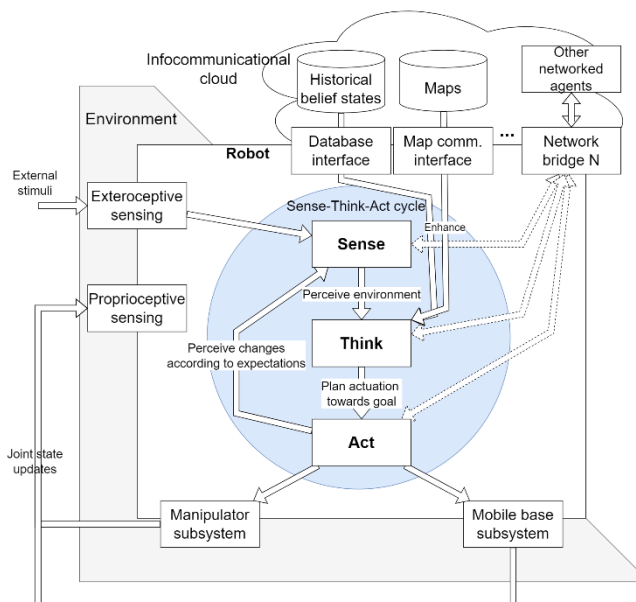 Infocommunicational
cloud
Historical
belief states
Maps
Other
networked
agents
Environment
Robot
Database
interface
Map comm.
interface
...
Network
bridge N
External
stimuli
Exteroceptive
sensing
Sense-Think-Act cycle
Enhance
Sense
Perceive environment
Proprioceptive
sensing
Think
Perceive changes
according to expectations
Plan actuation
towards goal
Act
Joint state
updates
Manipulator
subsystem
Mobile base
subsystem